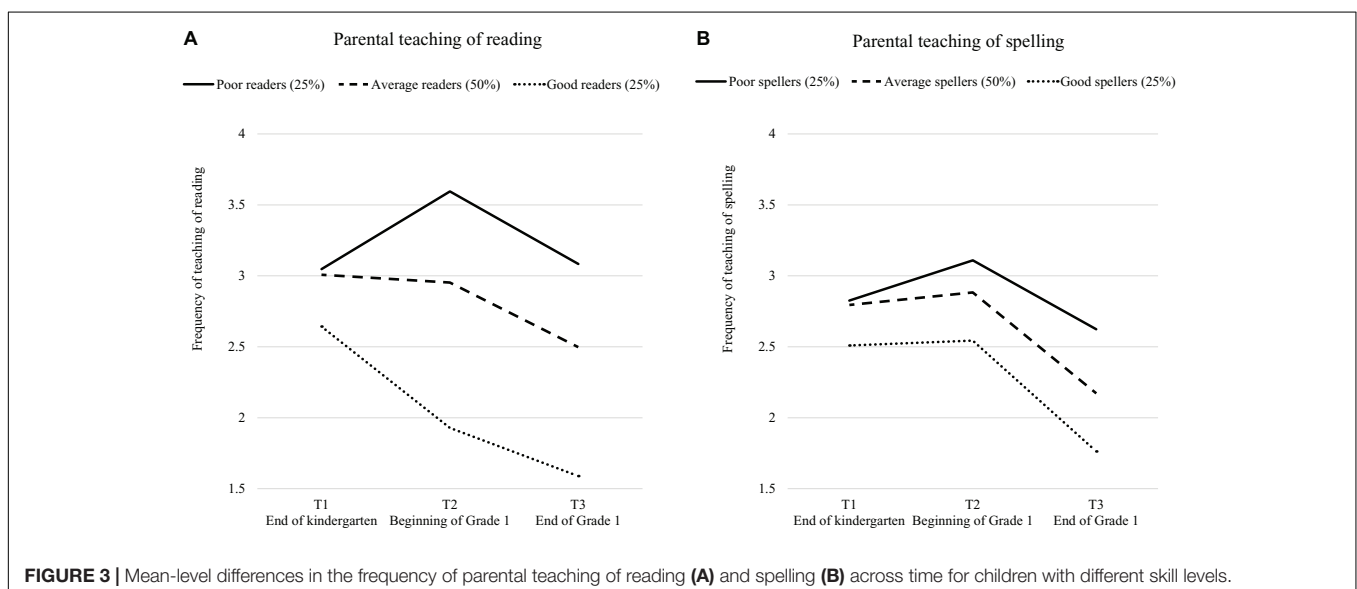 A
Parental teaching of reading
Poor readers (25%) Average readers (50%) Good readers (25%)
Frequency of teaching of reading
4
3.5
3
2.5
2
1.5
T1
End of kindergarten
T2
Beginning of Grade 1
T3
End of Grade 1
B
Parental teaching of spelling
Poor spellers (25%) Average spellers (50%) Good spellers (25%)
Frequency of teaching of spelling
4
3.5
3
2.5
2
1.5
T1
End of kindergarten
T2
Beginning of Grade 1
T3
End of Grade 1
FIGURE 3 | Mean-level differences in the frequency of parental teaching of reading (A) and spelling (B) across time for children with different skill levels.